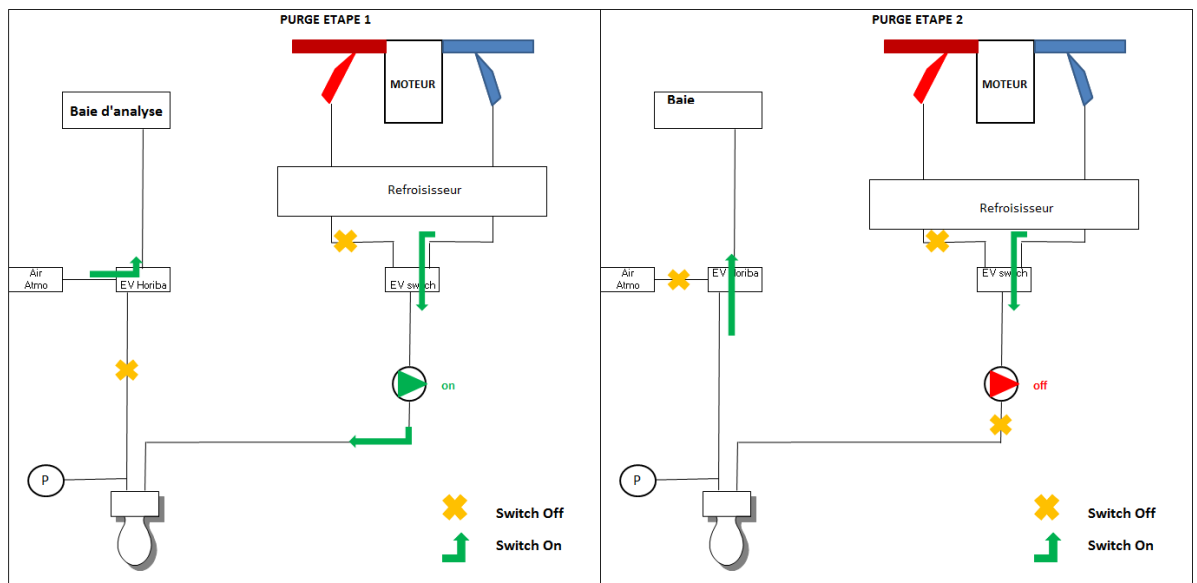 PURGE ETAPE 1
MOTEUR
Baie d'analyse
Refroisisseur
Air
Atmo
EV Horiba
EV switch
on
P
Switch Off
Switch On
PURGE ETAPE 2
MOTEUR
Baie
Refroisisseur
Air
Atmo
EV Horiba
EV switch
off
P
Switch Off
Switch On